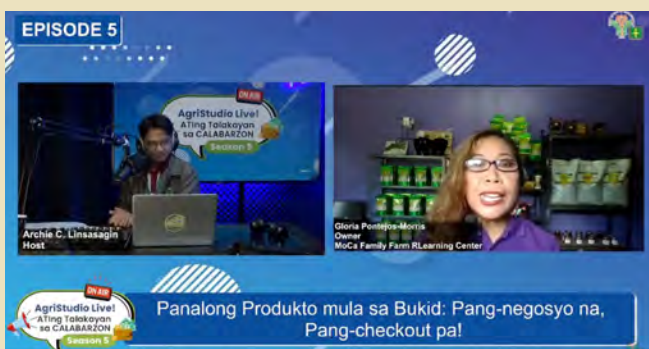 EPISODE 5
ON AIR
AgriStudio Live!
ATing Talakayan
sa CALABARZON
Season 5
Archie C. Linsasagin
Host
Gloria Pontejos-Morris
Owner
MoCa Family Farm RLearning Center
ON AIR
AgriStudio Live!
ATing Talakayan
sa CALABARZON
Season 5
Panalong Produkto mula sa Bukid: Pang-negosyo na,
Pang-checkout pa!